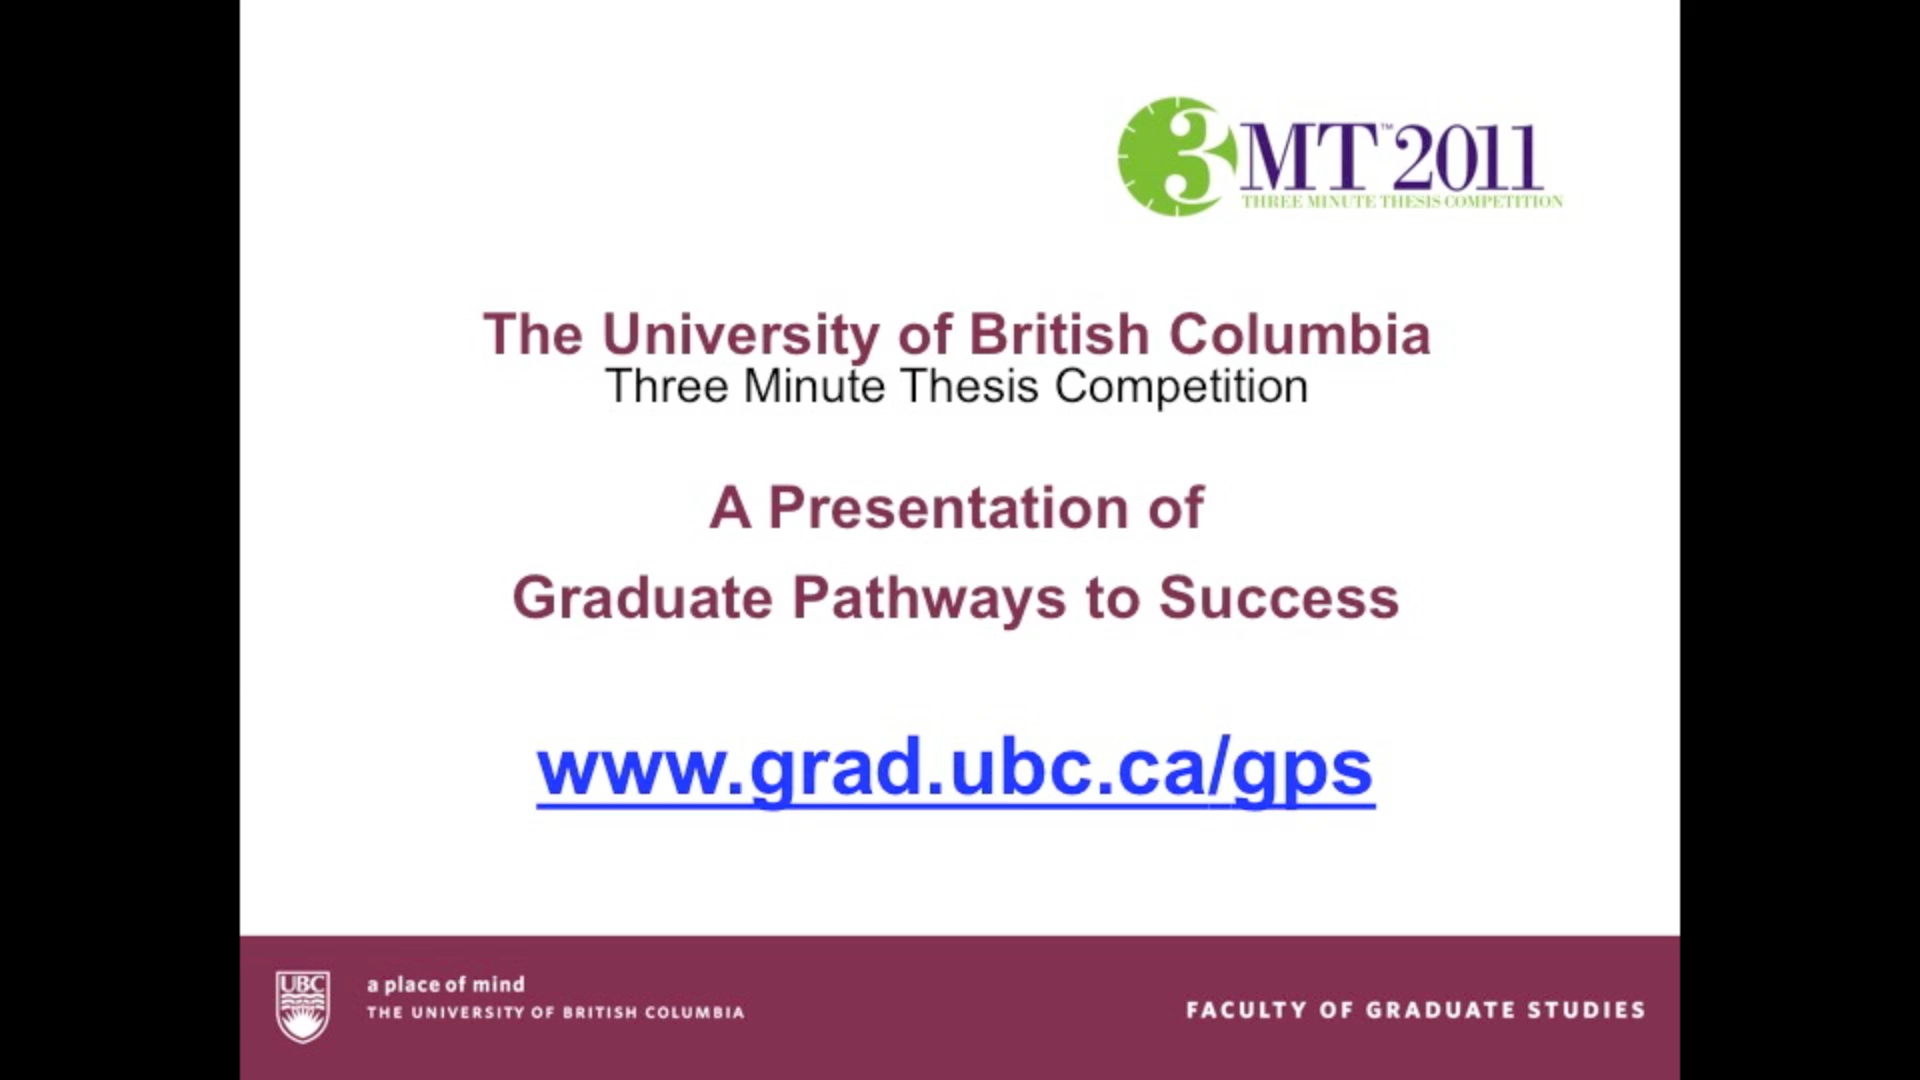 3MT™2011
THREE MINUTE THESIS COMPETITION
The University of British Columbia
Three Minute Thesis Competition
A Presentation of
Graduate Pathways to Success
www.grad.ubc.ca/gps
UBC
a place of mind
THE UNIVERSITY OF BRITISH COLUMBIA
FACULTY OF GRADUATE STUDIES